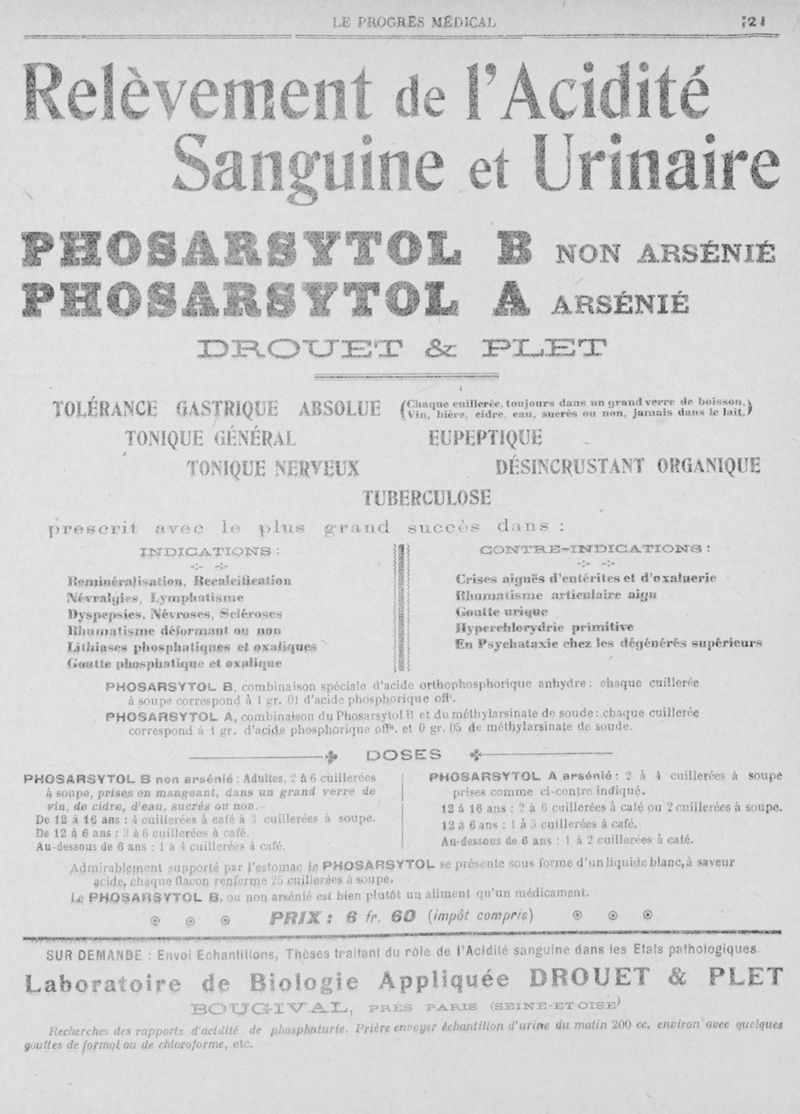 LE PROGRÈS MÉDICAL
721
Relèvement de l'Acidité
Sanguine et Urinaire
PHOSARSYTOL B NON ARSÉNIÉ
PHOSARSYTOL A ARSÉNIÉ
DROUET & PLET
TOLÉRANCE GASTRIQUE ABSOLUE (Chaque cuillerée, toujours dans un grand verre de boisson.
Vin, bière, cidre, eau, sucrés ou non, jamais dans le lait.)
TONIQUE GÉNÉRAL EUPEPTIQUE
TONIQUE NERVEUX DÉSINCRUSTANT ORGANIQUE
TUBERCULOSE
prescrit avec le plus grand succès dans :
INDICATIONS :
-:- -:-
Reminéralisation, Recalcification
Névralgies, Lymphatisme
Dyspepsies, Névroses, Scléroses
Rhumatisme déformant ou non
Lithiases phosphatiques et oxaliques
Goutte phosphatique et oxalique
CONTRE-INDICATIONS :
-:- -:-
Crises aiguës d'entérites et d'oxalurie
Rhumatisme articulaire aigu
Goutte urique
Hyperchlorydrie primitive
En Psychataxie chez les dégénérés supérieurs
PHOSARSYTOL B, combinaison spéciale d'acide orthophosphorique anhydre : chaque cuillerée
à soupe correspond à 1 gr. 01 d'acide phosphorique offl.
PHOSARSYTOL A, combinaison du Phosarsytol B et du méthylarsinate de soude : chaque cuillerée
correspond à 1 gr. d'acide phosphorique offl. et 0 gr. 05 de méthylarsinate de soude.
DOSES
PHOSARSYTOL B non arsénié : Adultes, 2 à 6 cuillerées
à soupe, prises en mangeant, dans un grand verre de
vin, de cidre, d'eau, sucrés ou non.
De 12 à 16 ans : 4 cuillerées à café à 3 cuillerées à soupe.
De 12 à 6 ans : 3 à 6 cuillerées à café.
Au-dessous de 6 ans : 1 à 4 cuillerées à café.
PHOSARSYTOL A arsénié : 2 à 4 cuillerées à soupe
prises comme ci-contre indiqué.
12 à 16 ans : 2 à 6 cuillerées à café ou 2 cuillerées à soupe.
12 à 6 ans : 1 à 3 cuillerées à café.
Au-dessous de 6 ans : 1 à 2 cuillerées à café.
Admirablement supporté par l'estomac le PHOSARSYTOL se présente sous forme d'un liquide blanc, à saveur
acide, chaque flacon renferme 25 cuillerées à soupe.
Le PHOSARSYTOL B, ou non arsénié est bien plutôt un aliment qu'un médicament.
PRIX : 6 fr. 60 (impôt compris)
SUR DEMANDE : Envoi Echantillons, Thèses traitant du rôle de l'Acidité sanguine dans les Etats pathologiques.
Laboratoire de Biologie Appliquée DROUET & PLET
BOUGIVAL, PRÈS PARIS (SEINE-ET-OISE)
Recherches des rapports d'acidité de phosphaturie. Prière envoyer échantillon d'urine du matin 200 cc. environ avec quelques
gouttes de formol ou de chloroforme, etc.